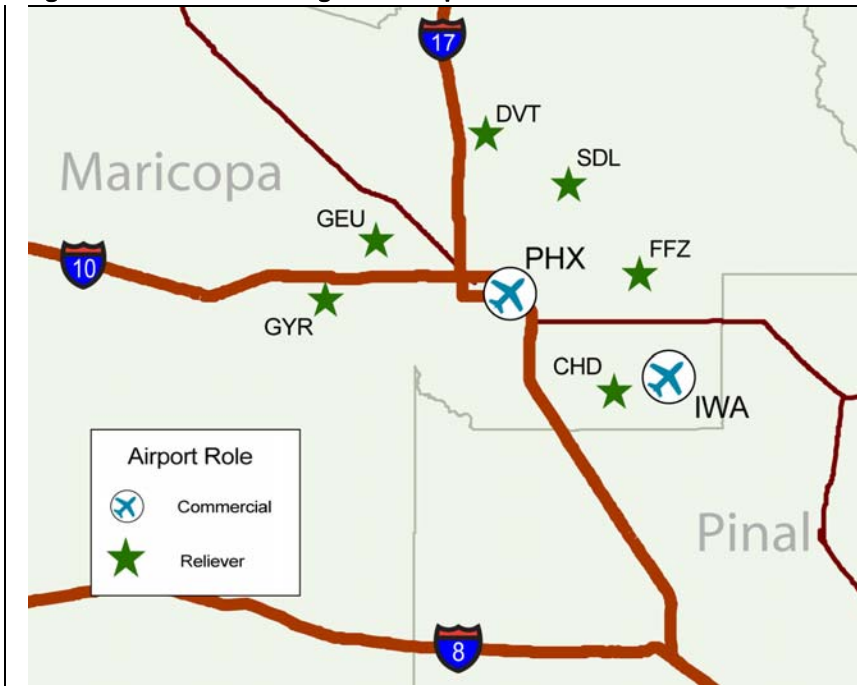 17
DVT
SDL
Maricopa
GEU
FFZ
PHX
10
GYR
CHD
IWA
Airport Role
Commercial
Reliever
Pinal
8